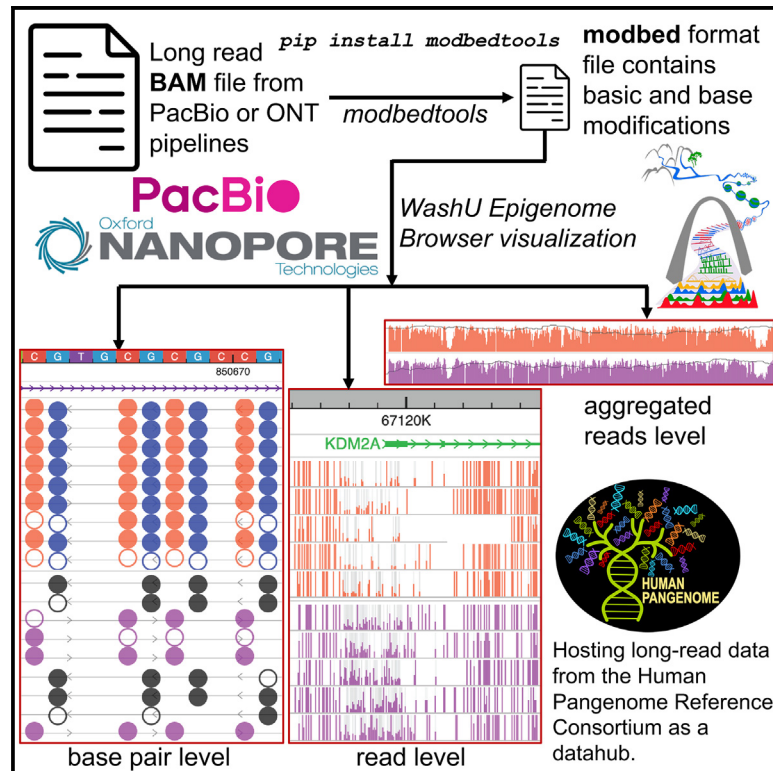 pip install modbedtools
Long read
BAM file from
PacBio or ONT
pipelines
modbedtools
modbed format
file contains
basic and base
modifications
PacBio
Oxford
NANOPORE
Technologies
WashU Epigenome
Browser visualization
C G T G C G C G C C G
850670
base pair level
67120K
KDM2A
read level
aggregated
reads level
HUMAN
PANGENOME
Hosting long-read data
from the Human
Pangenome Reference
Consortium as a
datahub.